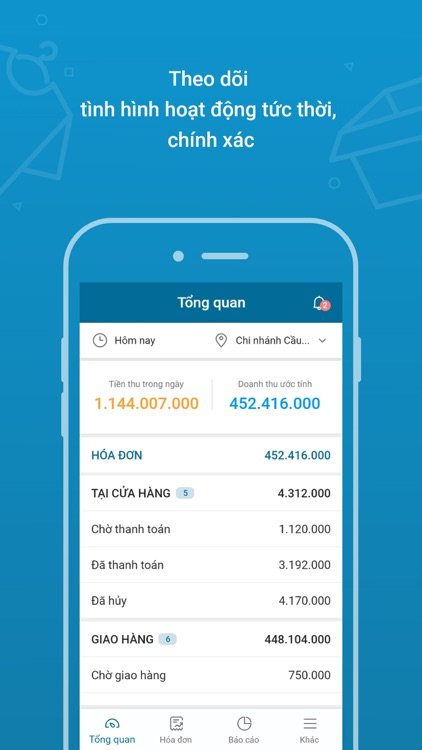 Theo dõi
tình hình hoạt động tức thời,
chính xác
Tổng quan
2
Hôm nay
Chi nhánh Cầu...
Tiền thu trong ngày
Doanh thu ước tính
1.144.007.000
452.416.000
HÓA ĐƠN 452.416.000
TẠI CỬA HÀNG 5 4.312.000
Chờ thanh toán 1.120.000
Đã thanh toán 3.192.000
Đã hủy 4.170.000
GIAO HÀNG 6 448.104.000
Chờ giao hàng 750.000
Tổng quan Hóa đơn Báo cáo Khác